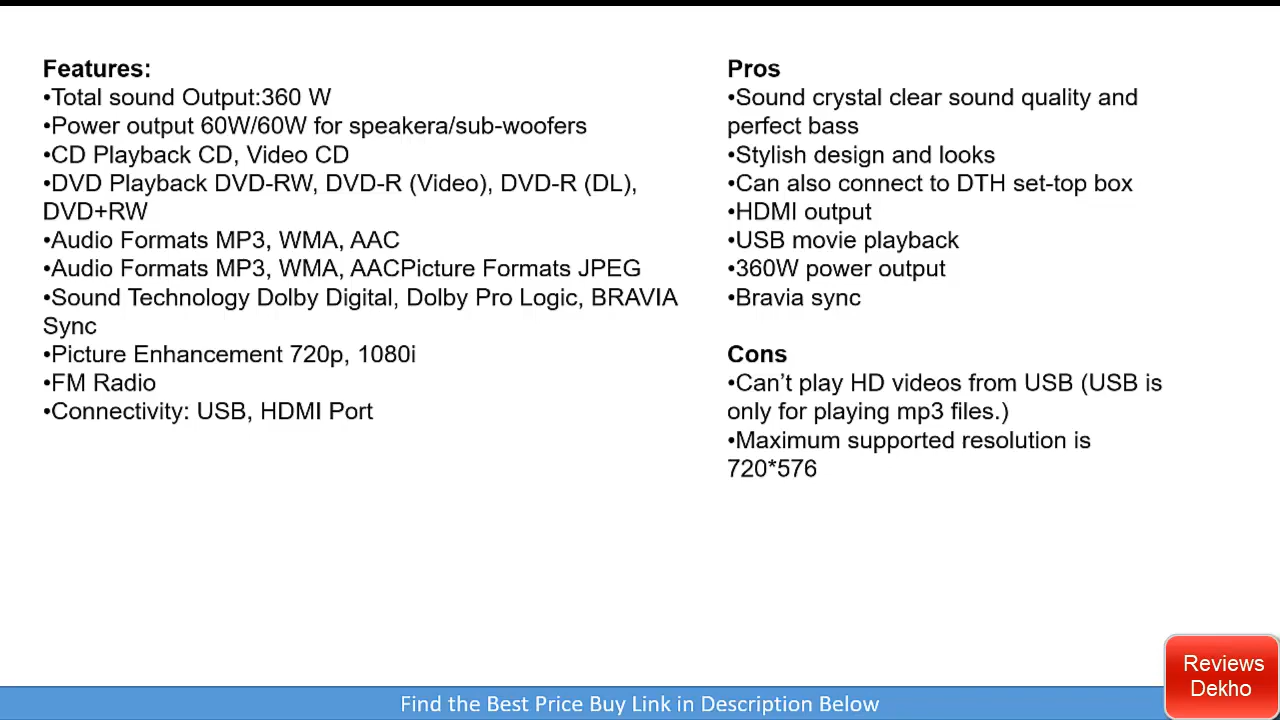 Features:
•Total sound Output:360 W
•Power output 60W/60W for speakera/sub-woofers
•CD Playback CD, Video CD
•DVD Playback DVD-RW, DVD-R (Video), DVD-R (DL),
DVD+RW
•Audio Formats MP3, WMA, AAC
•Audio Formats MP3, WMA, AACPicture Formats JPEG
•Sound Technology Dolby Digital, Dolby Pro Logic, BRAVIA
Sync
•Picture Enhancement 720p, 1080i
•FM Radio
•Connectivity: USB, HDMI Port
Pros
•Sound crystal clear sound quality and
perfect bass
•Stylish design and looks
•Can also connect to DTH set-top box
•HDMI output
•USB movie playback
•360W power output
•Bravia sync
Cons
•Can’t play HD videos from USB (USB is
only for playing mp3 files.)
•Maximum supported resolution is
720*576
Reviews
Dekho
Find the Best Price Buy Link in Description Below